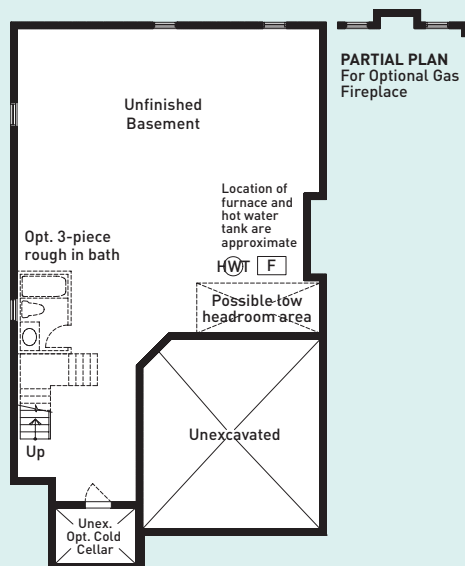 PARTIAL PLAN
For Optional Gas
Fireplace
Unfinished
Basement
Location of
furnace and
hot water
tank are
approximate
HWT
F
Opt. 3-piece
rough in bath
Possible low
headroom area
Unexcavated
Up
Unex.
Opt. Cold
Cellar